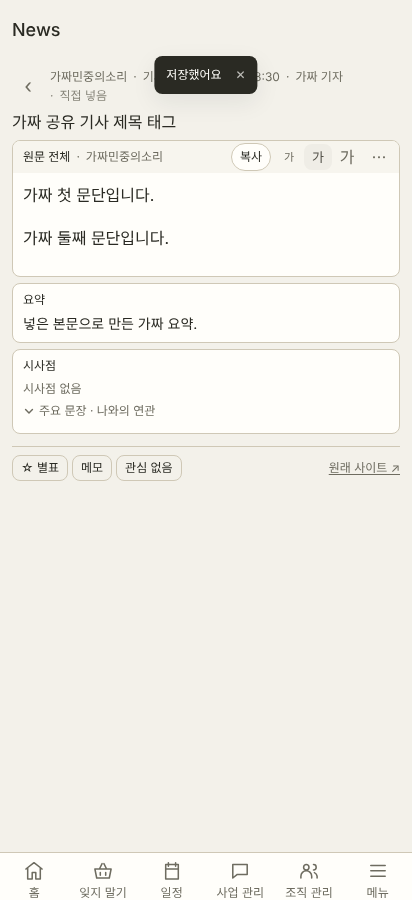 News
저장했어요 ✕
가짜민중의소리 · 기 :30 · 가짜 기자
· 직접 넣음
가짜 공유 기사 제목 태그
원문 전체 · 가짜민중의소리 복사 가 가 가 ···
가짜 첫 문단입니다.
가짜 둘째 문단입니다.
요약
넣은 본문으로 만든 가짜 요약.
시사점
시사점 없음
주요 문장 · 나와의 연관
☆ 별표 메모 관심 없음 원래 사이트 ↗
홈 잊지 말기 일정 사업 관리 조직 관리 메뉴